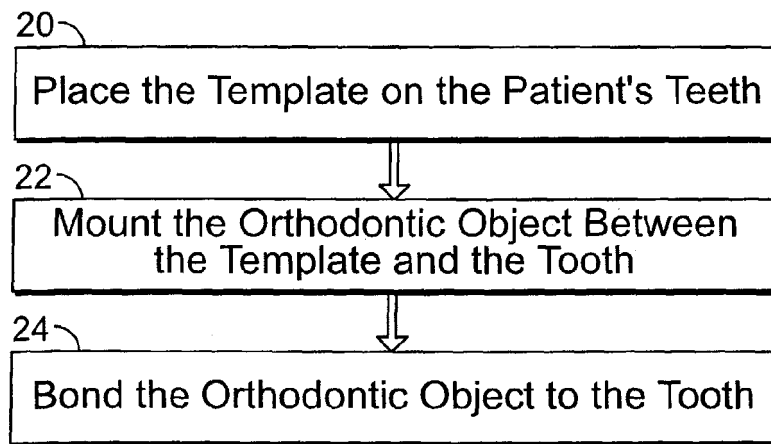 20
Place the Template on the Patient's Teeth
22
Mount the Orthodontic Object Between
the Template and the Tooth
24
Bond the Orthodontic Object to the Tooth